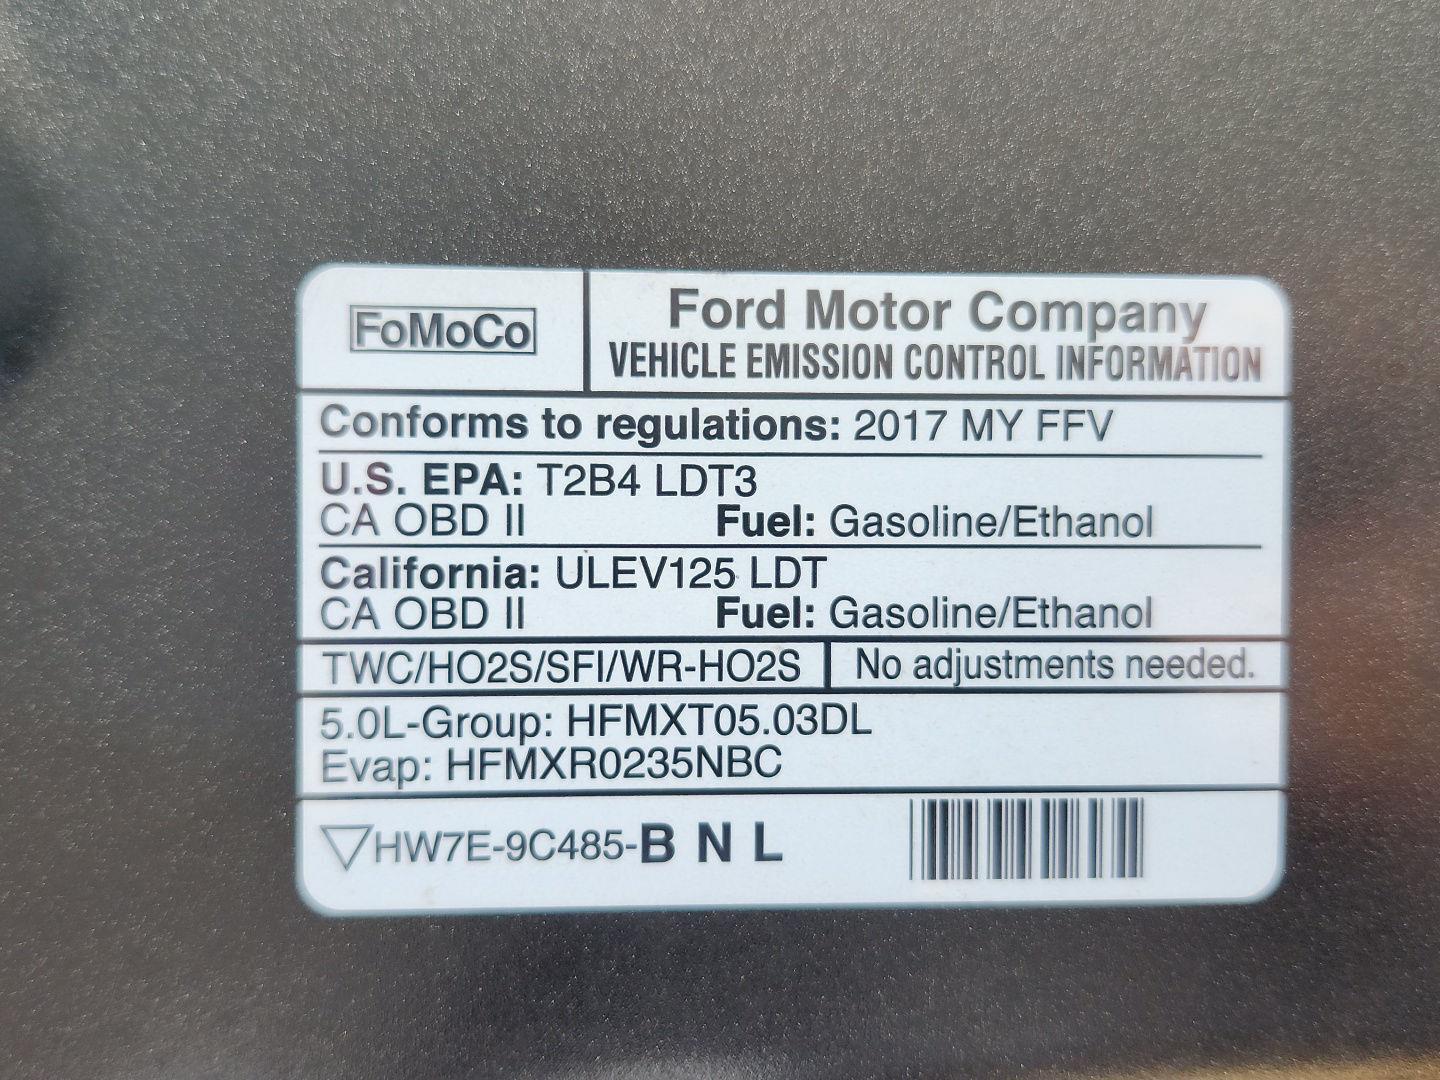 FoMoCo
Ford Motor Company
VEHICLE EMISSION CONTROL INFORMATION
Conforms to regulations: 2017 MY FFV
U.S. EPA: T2B4 LDT3
CA OBD II Fuel: Gasoline/Ethanol
California: ULEV125 LDT
CA OBD II Fuel: Gasoline/Ethanol
TWC/HO2S/SFI/WR-HO2S No adjustments needed.
5.0L-Group: HFMXT05.03DL
Evap: HFMXR0235NBC
▽HW7E-9C485-B N L